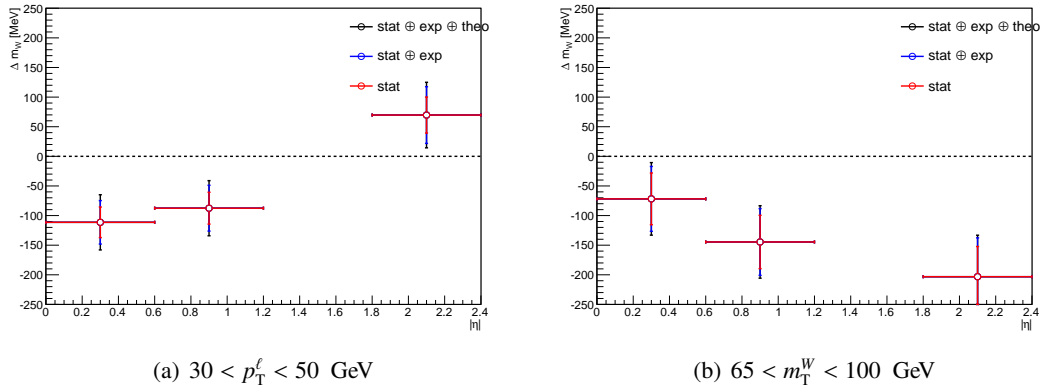 Δ m_W [MeV]
250
200
150
100
50
0
-50
-100
-150
-200
-250
stat ⊕ exp ⊕ theo
stat ⊕ exp
stat
0 0.2 0.4 0.6 0.8 1 1.2 1.4 1.6 1.8 2 2.2 2.4
|η|
(a) 30 < p_T^ℓ < 50 GeV
Δ m_W [MeV]
250
200
150
100
50
0
-50
-100
-150
-200
-250
stat ⊕ exp ⊕ theo
stat ⊕ exp
stat
0 0.2 0.4 0.6 0.8 1 1.2 1.4 1.6 1.8 2 2.2 2.4
|η|
(b) 65 < m_T^W < 100 GeV